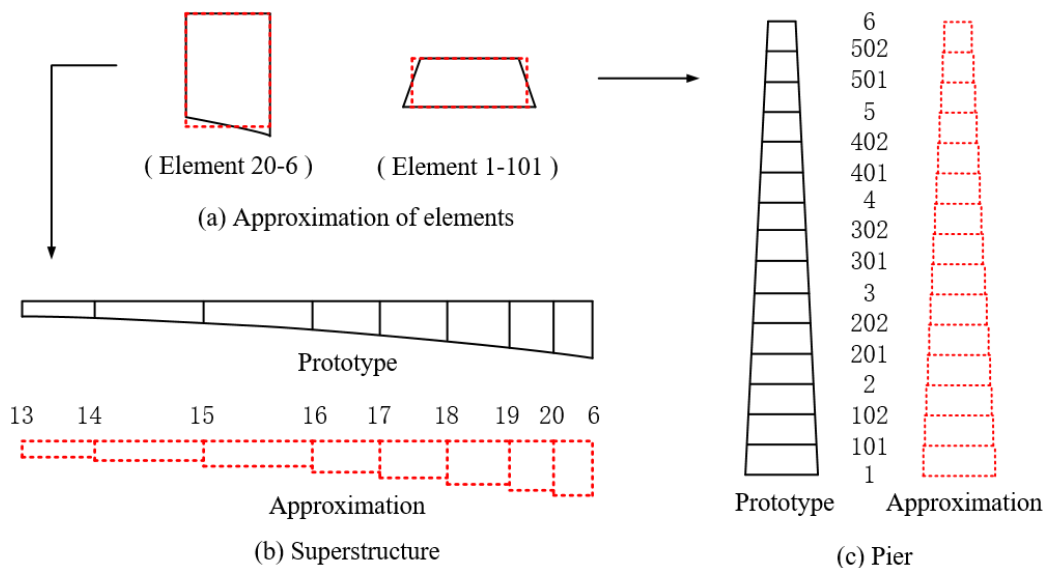 ( Element 20-6 )
( Element 1-101 )
(a) Approximation of elements
Prototype
13 14 15 16 17 18 19 20 6
Approximation
(b) Superstructure
6
502
501
5
402
401
4
302
301
3
202
201
2
102
101
1
Prototype
Approximation
(c) Pier